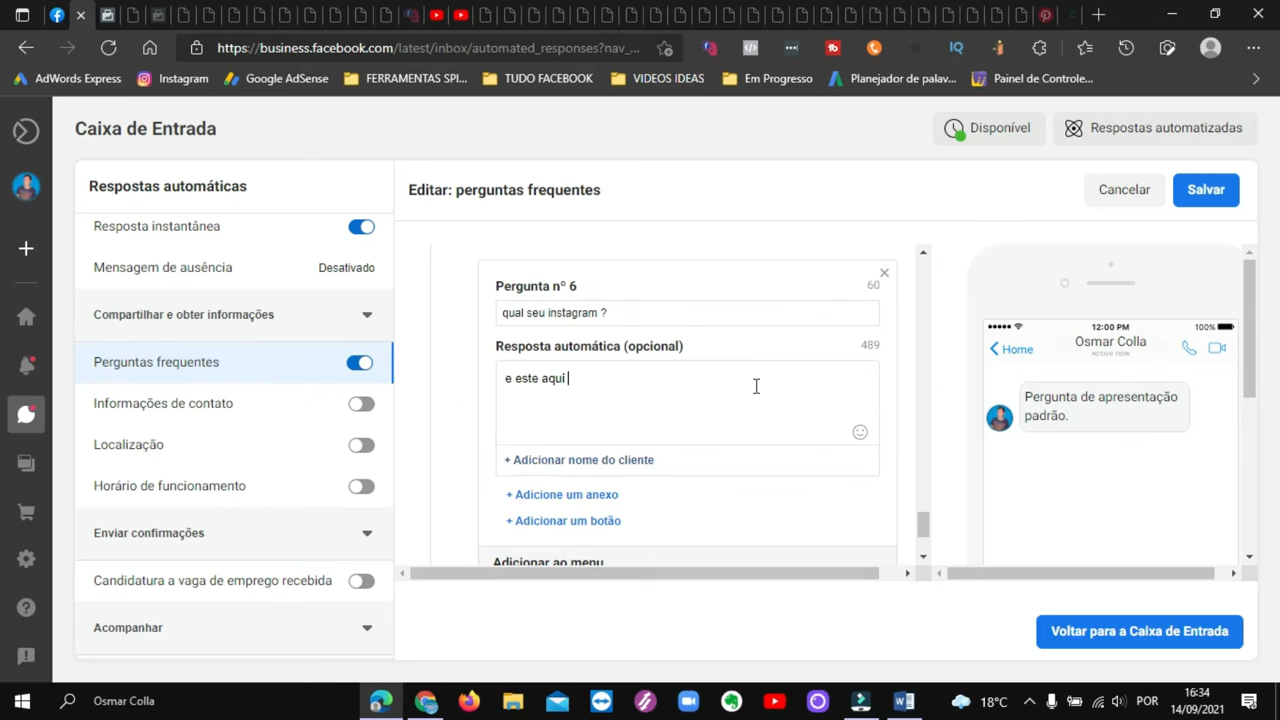 https://business.facebook.com/latest/inbox/automated_responses?nav_...
AdWords Express
Instagram
Google AdSense
FERRAMENTAS SPI...
TUDO FACEBOOK
VIDEOS IDEAS
Em Progresso
Planejador de palav...
Painel de Controle...
Caixa de Entrada
Disponível
Respostas automatizadas
Respostas automáticas
Resposta instantânea
Mensagem de ausência
Desativado
Compartilhar e obter informações
Perguntas frequentes
Informações de contato
Localização
Horário de funcionamento
Enviar confirmações
Candidatura a vaga de emprego recebida
Acompanhar
Editar: perguntas frequentes
Cancelar
Salvar
Pergunta nº 6
60
qual seu instagram ?
Resposta automática (opcional)
489
e este aqui
+ Adicionar nome do cliente
+ Adicione um anexo
+ Adicionar um botão
Adicionar ao menu
12:00 PM
100%
Home
Osmar Colla
Active now
Pergunta de apresentação
padrão.
Voltar para a Caixa de Entrada
Osmar Colla
18°C
POR
16:34
14/09/2021